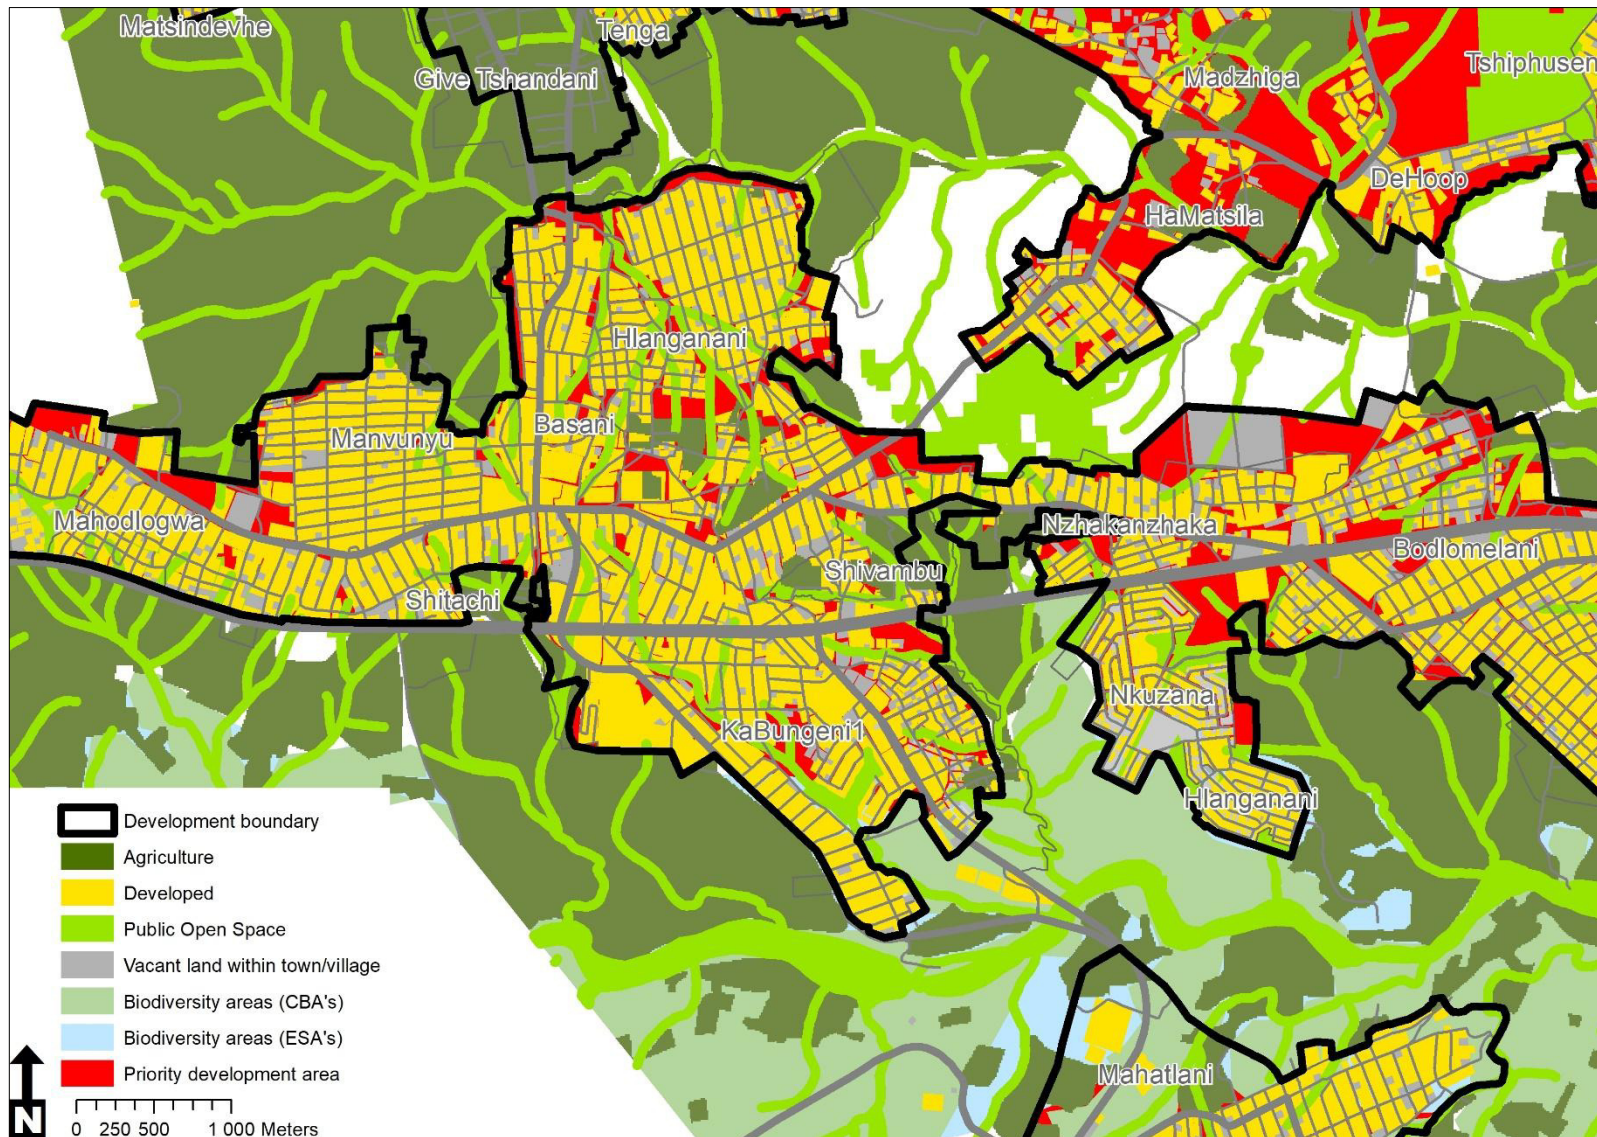 Matsindevhe
Tenga
Give Tshandani
Madzhiga
Tshiphusen
DeHoop
HaMatsila
Hlanganani
Basani
Manvunyu
Mahodlogwa
Nzhakanzhaka
Bodlomelani
Shivambu
Shitachi
Nkuzana
KaBungeni1
Hlanganani
Mahatlani
Development boundary
Agriculture
Developed
Public Open Space
Vacant land within town/village
Biodiversity areas (CBA's)
Biodiversity areas (ESA's)
Priority development area
N
0 250 500 1 000 Meters